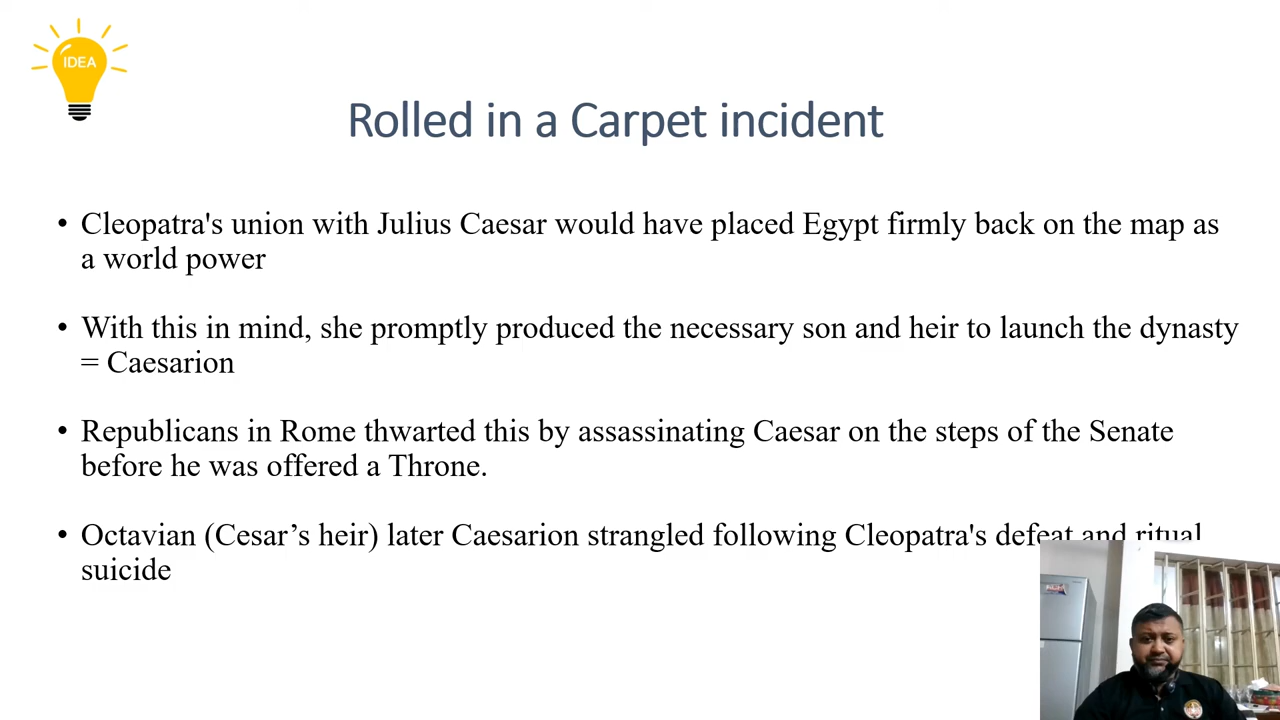 IDEA
Rolled in a Carpet incident
• Cleopatra's union with Julius Caesar would have placed Egypt firmly back on the map as
a world power
• With this in mind, she promptly produced the necessary son and heir to launch the dynasty
= Caesarion
• Republicans in Rome thwarted this by assassinating Caesar on the steps of the Senate
before he was offered a Throne.
• Octavian (Cesar’s heir) later Caesarion strangled following Cleopatra's defeat and ritual
suicide